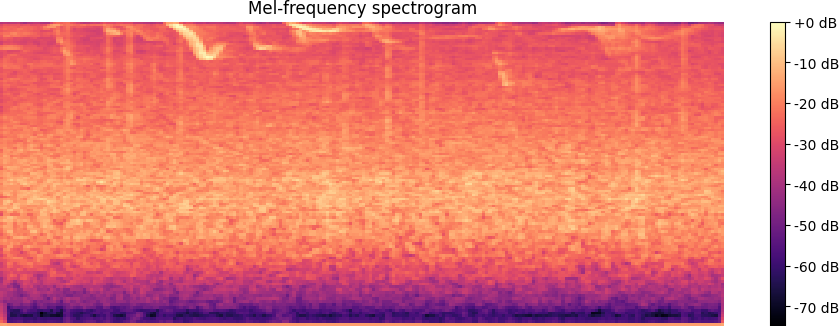 Mel-frequency spectrogram
+0 dB
-10 dB
-20 dB
-30 dB
-40 dB
-50 dB
-60 dB
-70 dB